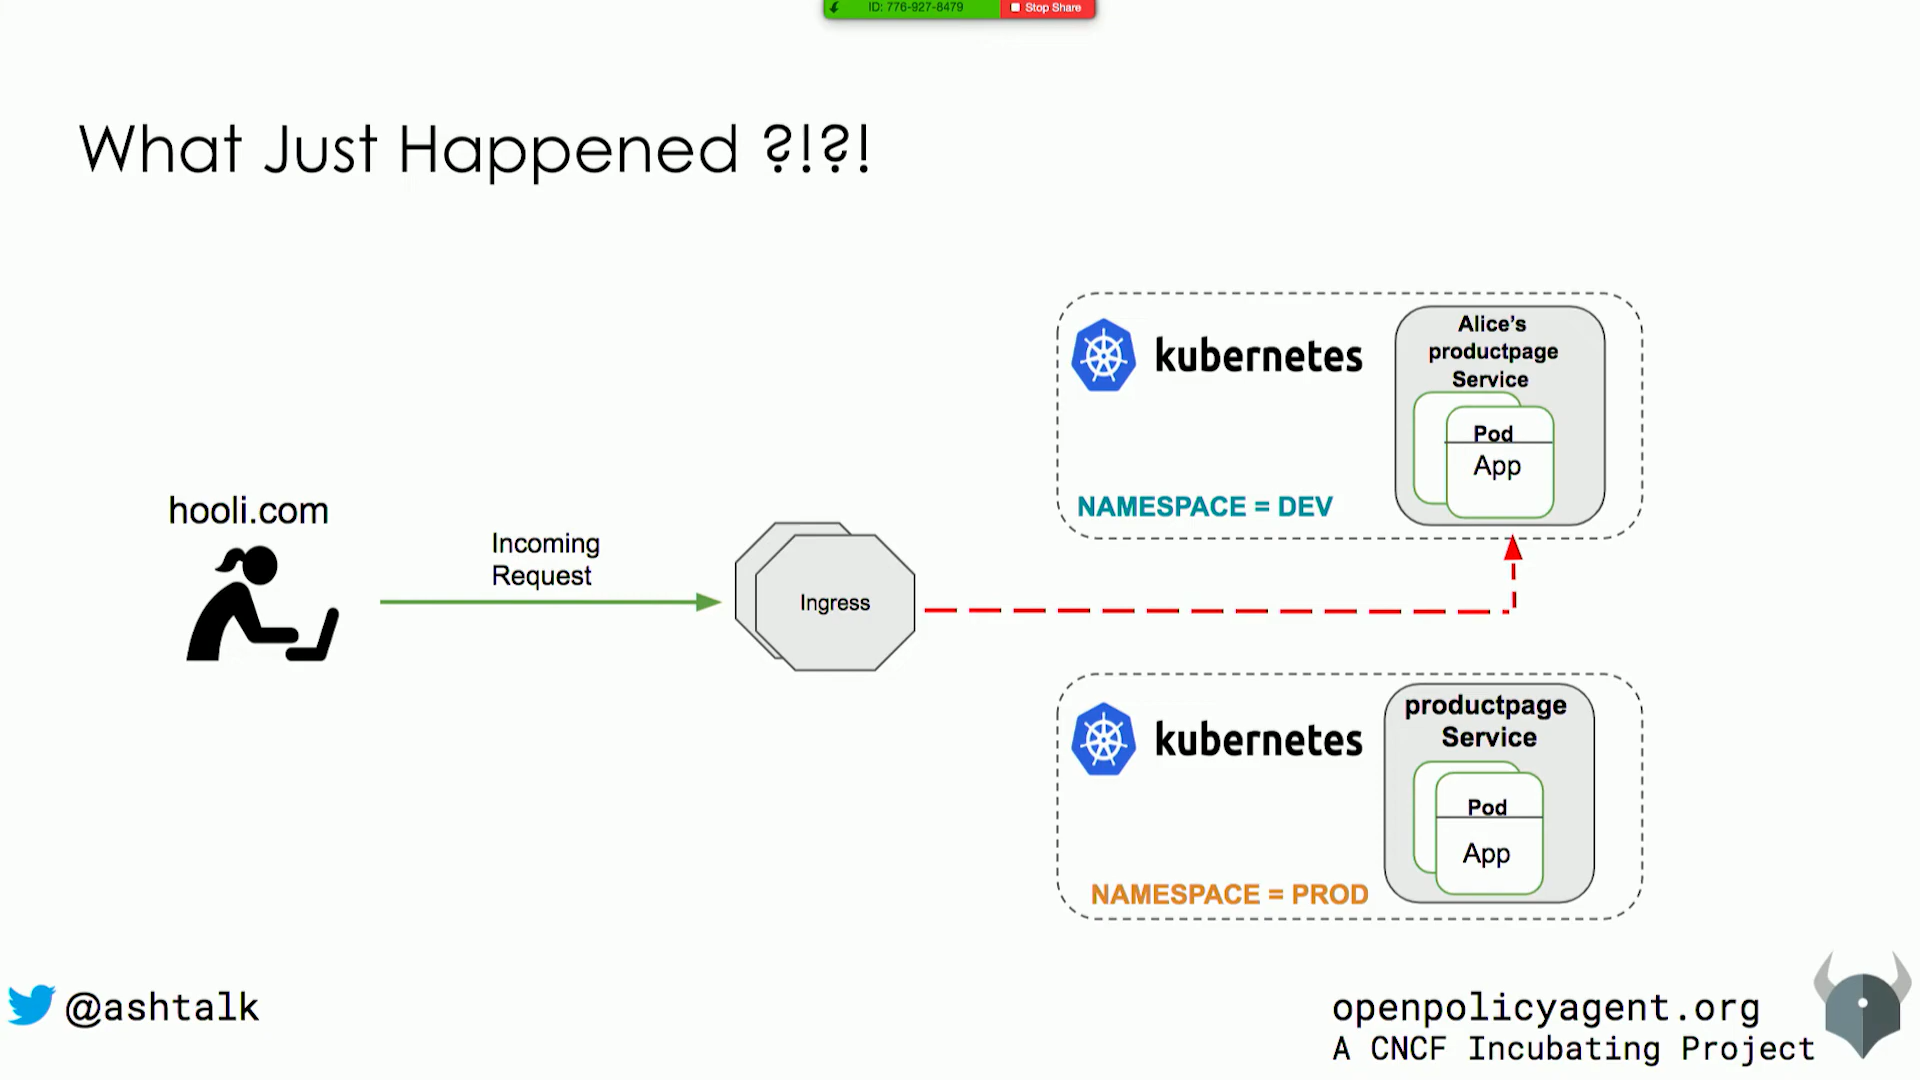 ID: 776-927-8479
Stop Share
What Just Happened ?!?!
hooli.com
Incoming
Request
Ingress
kubernetes
NAMESPACE = DEV
Alice's
productpage
Service
Pod
App
kubernetes
NAMESPACE = PROD
productpage
Service
Pod
App
@ashtalk
openpolicyagent.org
A CNCF Incubating Project